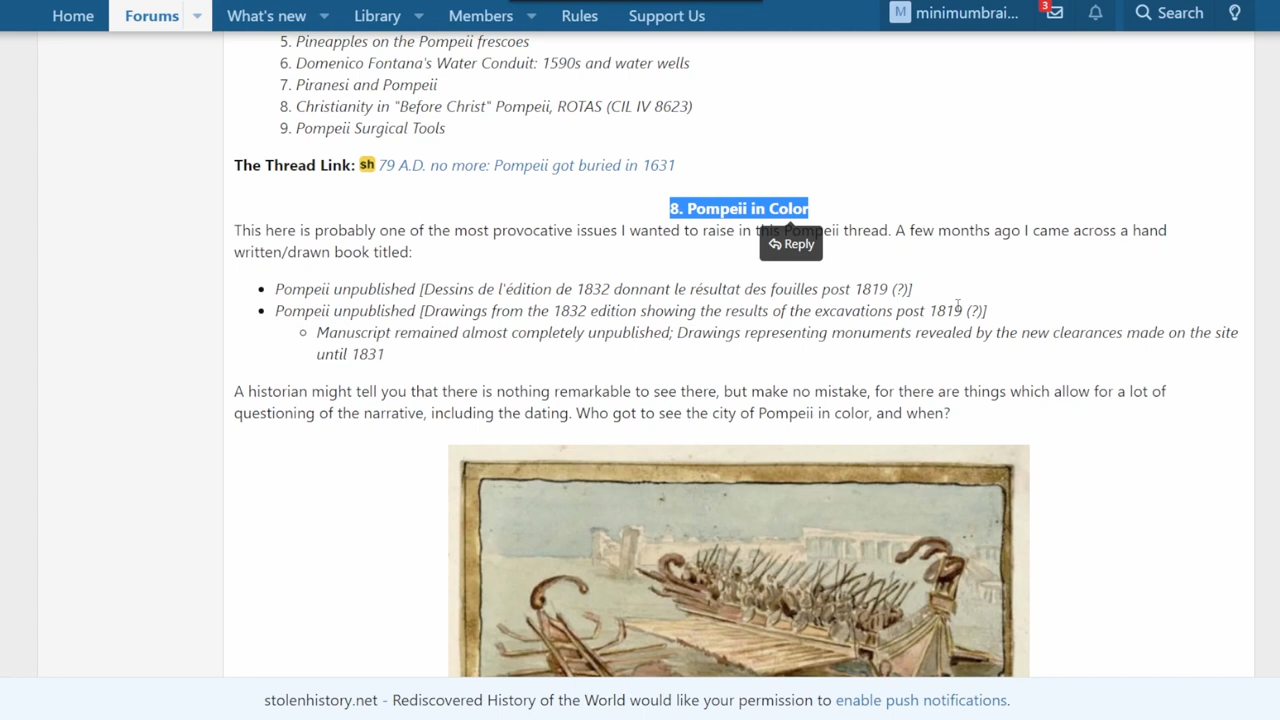 Home Forums What's new Library Members Rules Support Us M minimumbrai... 3 Search
5. Pineapples on the Pompeii frescoes
6. Domenico Fontana's Water Conduit: 1590s and water wells
7. Piranesi and Pompeii
8. Christianity in "Before Christ" Pompeii, ROTAS (CIL IV 8623)
9. Pompeii Surgical Tools
The Thread Link: sh 79 A.D. no more: Pompeii got buried in 1631
8. Pompeii in Color
This here is probably one of the most provocative issues I wanted to raise in this Pompeii thread. A few months ago I came across a hand
Reply
written/drawn book titled:
• Pompeii unpublished [Dessins de l'édition de 1832 donnant le résultat des fouilles post 1819 (?)]
• Pompeii unpublished [Drawings from the 1832 edition showing the results of the excavations post 1819 (?)]
○ Manuscript remained almost completely unpublished; Drawings representing monuments revealed by the new clearances made on the site
until 1831
A historian might tell you that there is nothing remarkable to see there, but make no mistake, for there are things which allow for a lot of
questioning of the narrative, including the dating. Who got to see the city of Pompeii in color, and when?
stolenhistory.net - Rediscovered History of the World would like your permission to enable push notifications.